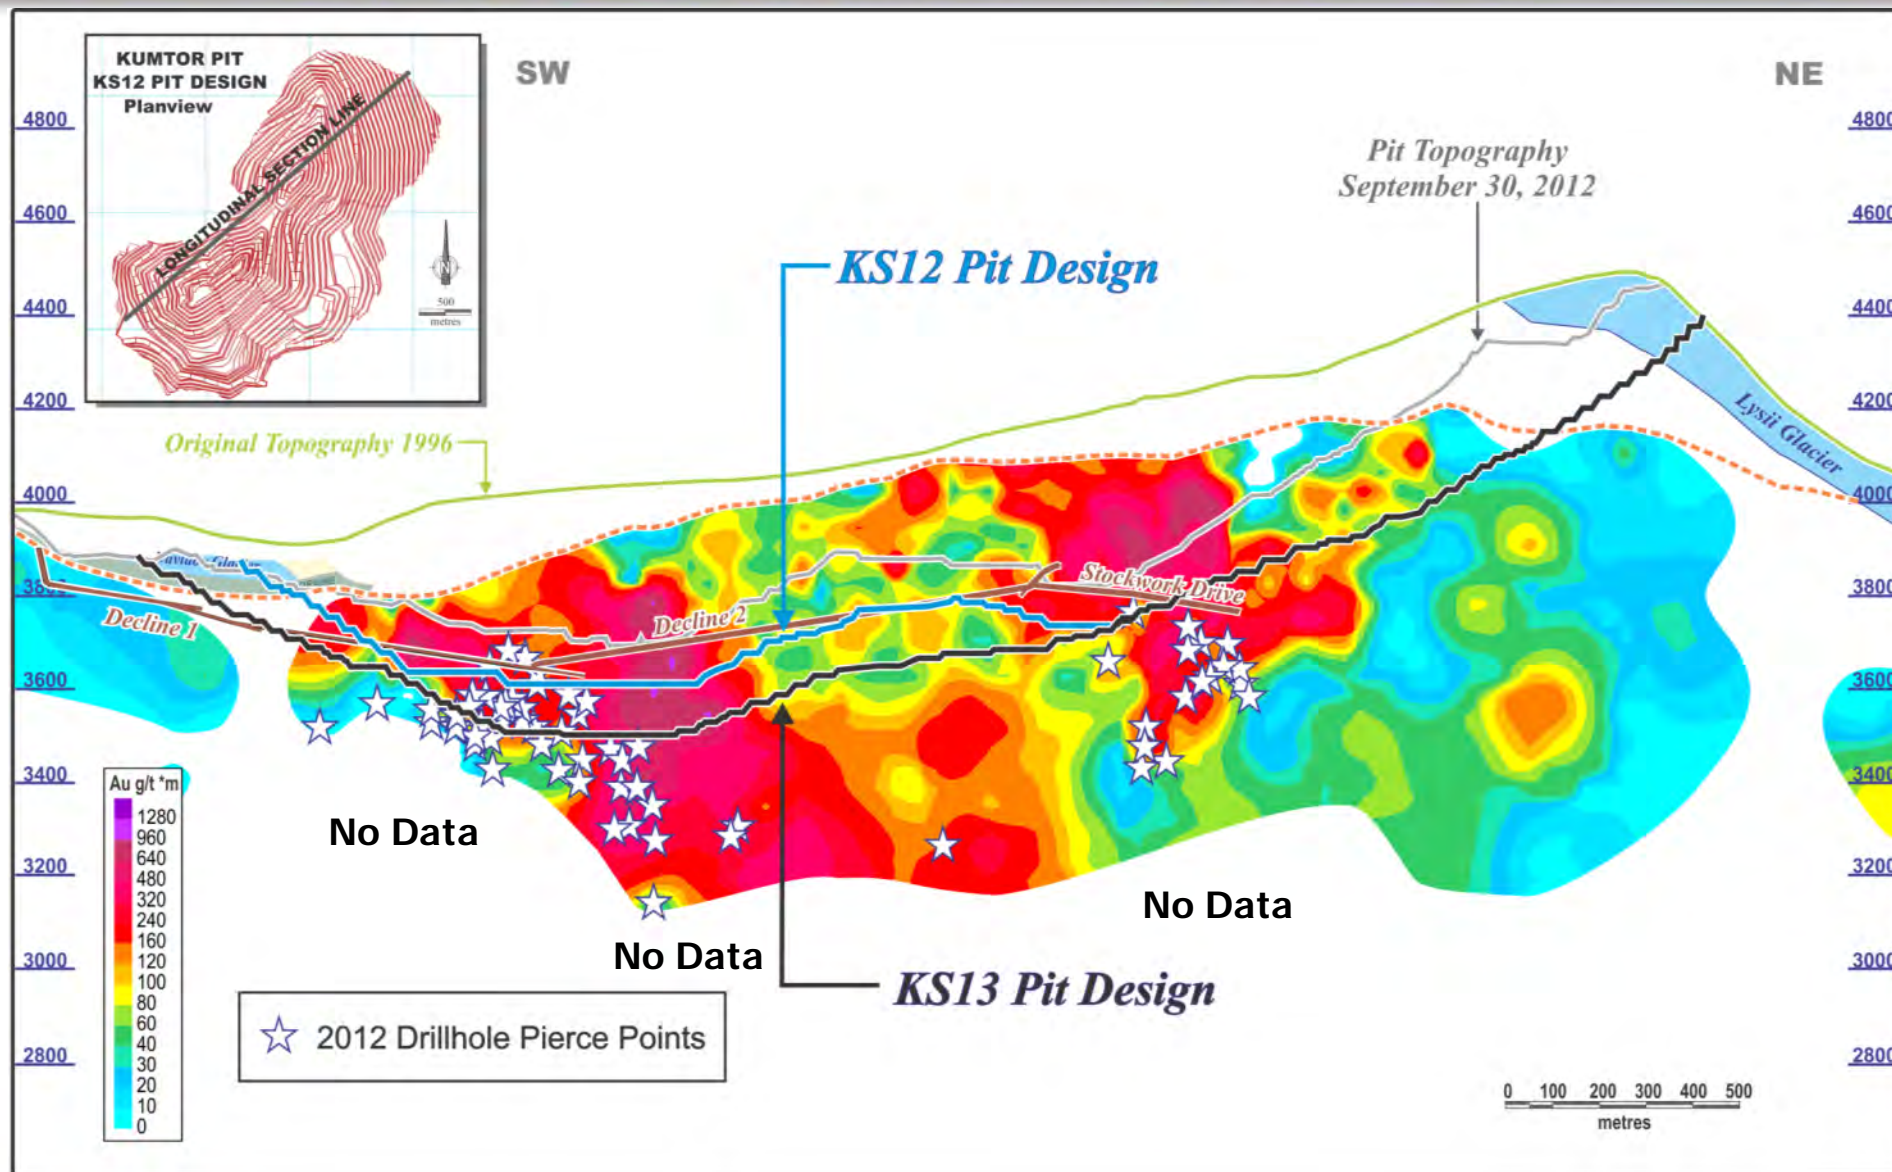 KUMTOR PIT
KS12 PIT DESIGN
Planview
LONGITUDINAL SECTION LINE
N
500
metres
SW
NE
4800
4600
4400
4200
4000
3800
3600
3400
3200
3000
2800
4800
4600
4400
4200
4000
3800
3600
3400
3200
3000
2800
Pit Topography
September 30, 2012
KS12 Pit Design
Original Topography 1996
Lysii Glacier
Decline 1
Decline 2
Stockwork Drive
Au g/t *m
1280
960
640
480
320
240
160
120
100
80
60
40
30
20
10
0
No Data
No Data
No Data
KS13 Pit Design
2012 Drillhole Pierce Points
0 100 200 300 400 500
metres